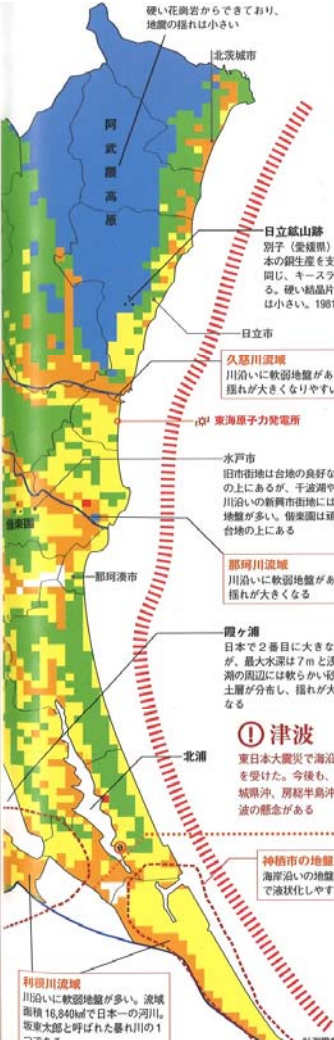 硬い花崗岩からできており、
地震の揺れは小さい
北茨城市
阿武隈高原
日立鉱山跡
別子（愛媛県）
本の銅生産を支
同じ、キースラ
る。硬い結晶片
は小さい。1981
日立市
久慈川流域
川沿いに軟弱地盤があ
揺れが大きくなりやすい
東海原子力発電所
水戸市
旧市街地は台地の良好な
の上にあるが、千波湖や
川沿いの新興市街地には
地盤が多い。偕楽園は頑
台地の上にある
偕楽園
那珂川流域
川沿いに軟弱地盤があ
揺れが大きくなる
那珂湊市
霞ヶ浦
日本で2番目に大きな
が、最大水深は7mと浅
湖の周辺には軟らかい砂
土層が分布し、揺れが大
なる
津波
東日本大震災で海沿
を受けた。今後も、
城県沖、房総半島沖
波の懸念がある
北浦
神栖市の地盤
海岸沿いの地盤
で液状化しやす
利根川流域
川沿いに軟弱地盤が多い。流域
面積16,840㎢で日本一の河川。
坂東太郎と呼ばれた暴れ川の1
つである